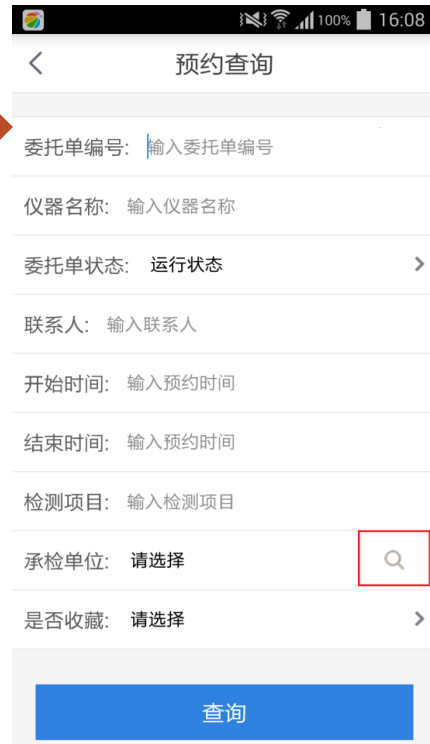 100% 16:08
预约查询
委托单编号: 输入委托单编号
仪器名称: 输入仪器名称
委托单状态: 运行状态
联系人: 输入联系人
开始时间: 输入预约时间
结束时间: 输入预约时间
检测项目: 输入检测项目
承检单位: 请选择
是否收藏: 请选择
查询